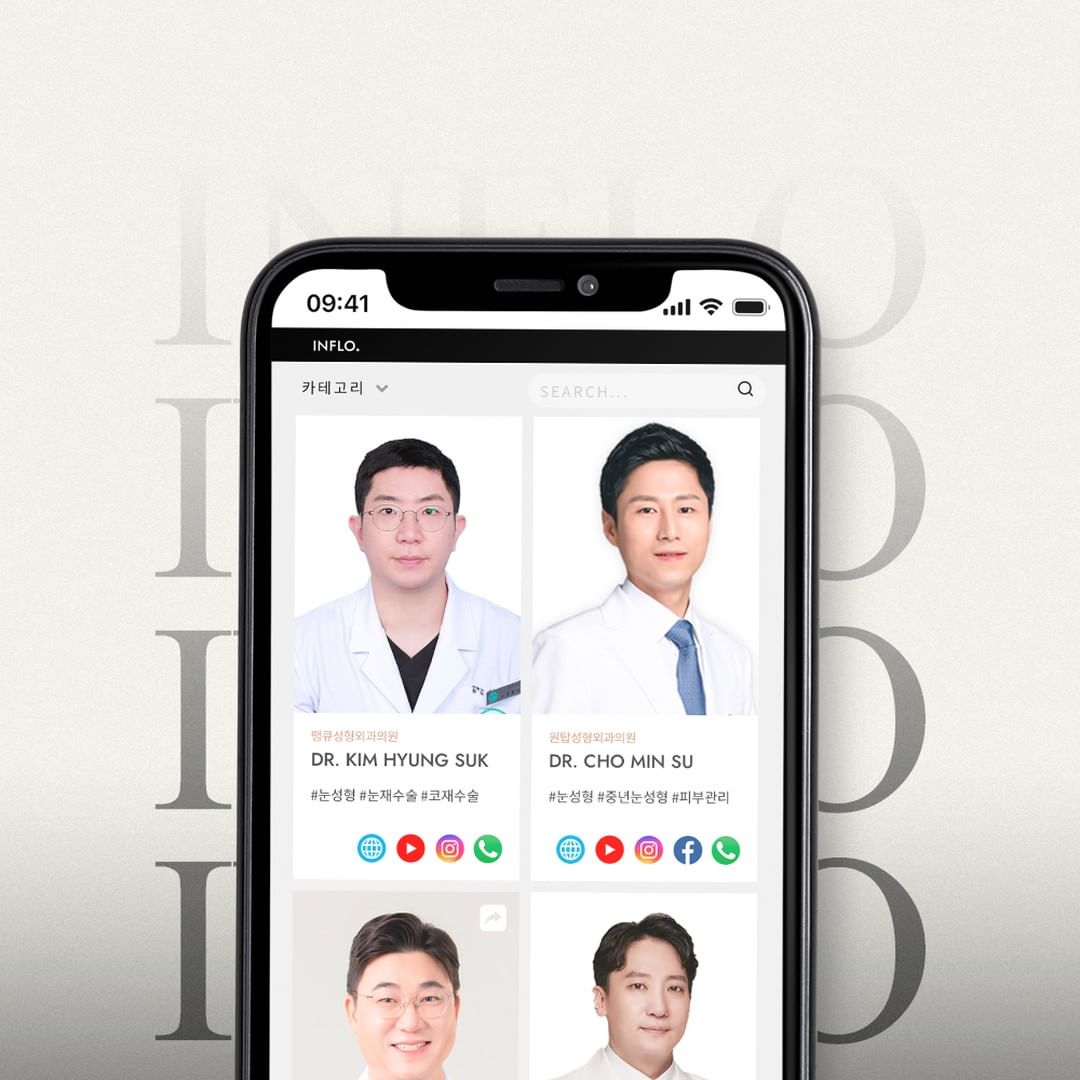 INFLO
09:41
INFLO.
카테고리
SEARCH...
땡큐성형외과의원
DR. KIM HYUNG SUK
#눈성형 #눈재수술 #코재수술
원탑성형외과의원
DR. CHO MIN SU
#눈성형 #중년눈성형 #피부관리
I O
I O
I O